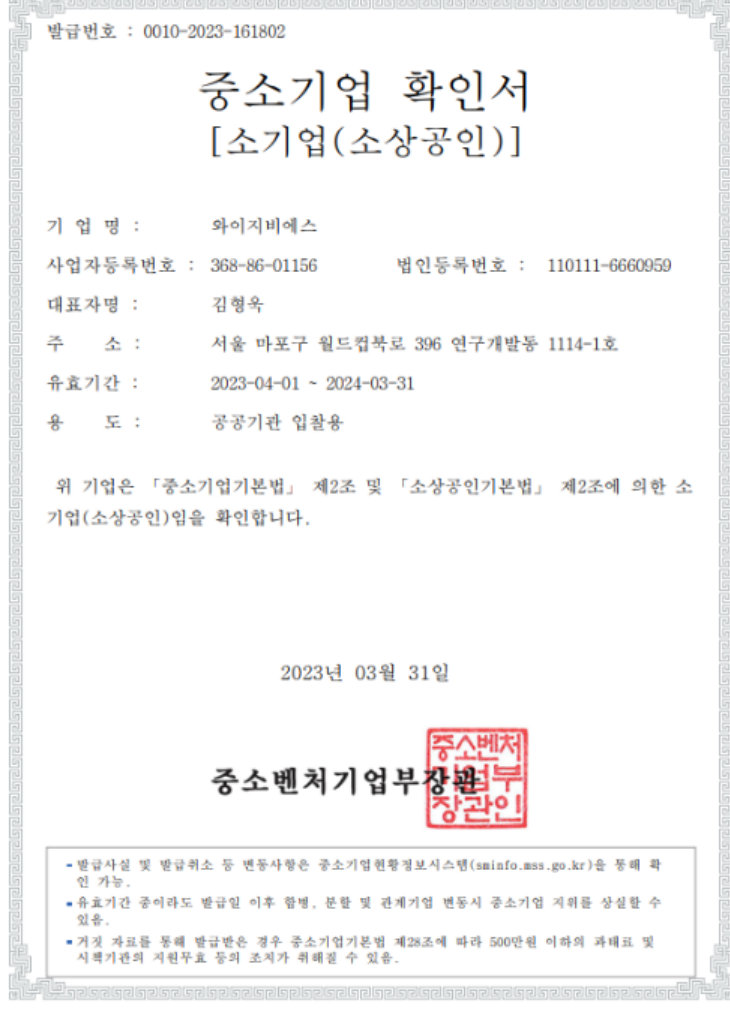 발급번호 : 0010-2023-161802
중소기업 확인서
[소기업(소상공인)]
기 업 명 : 와이지비에스
사업자등록번호 : 368-86-01156 법인등록번호 : 110111-6660959
대표자명 : 김형욱
주 소 : 서울 마포구 월드컵북로 396 연구개발동 1114-1호
유효기간 : 2023-04-01 ~ 2024-03-31
용 도 : 공공기관 입찰용
위 기업은 「중소기업기본법」 제2조 및 「소상공인기본법」 제2조에 의한 소
기업(소상공인)임을 확인합니다.
2023년 03월 31일
중소벤처기업부장관
중소벤처
기업부
장관인
- 발급사실 및 발급취소 등 변동사항은 중소기업현황정보시스템(sminfo.mss.go.kr)을 통해 확
인 가능.
- 유효기간 중이라도 발급일 이후 합병, 분할 및 관계기업 변동시 중소기업 지위를 상실할 수
있음.
- 거짓 자료를 통해 발급받은 경우 중소기업기본법 제28조에 따라 500만원 이하의 과태료 및
시책기관의 지원무효 등의 조치가 취해질 수 있음.